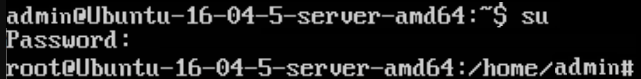 admin@Ubuntu-16-04-5-server-amd64:~$ su
Password:
root@Ubuntu-16-04-5-server-amd64:/home/admin#